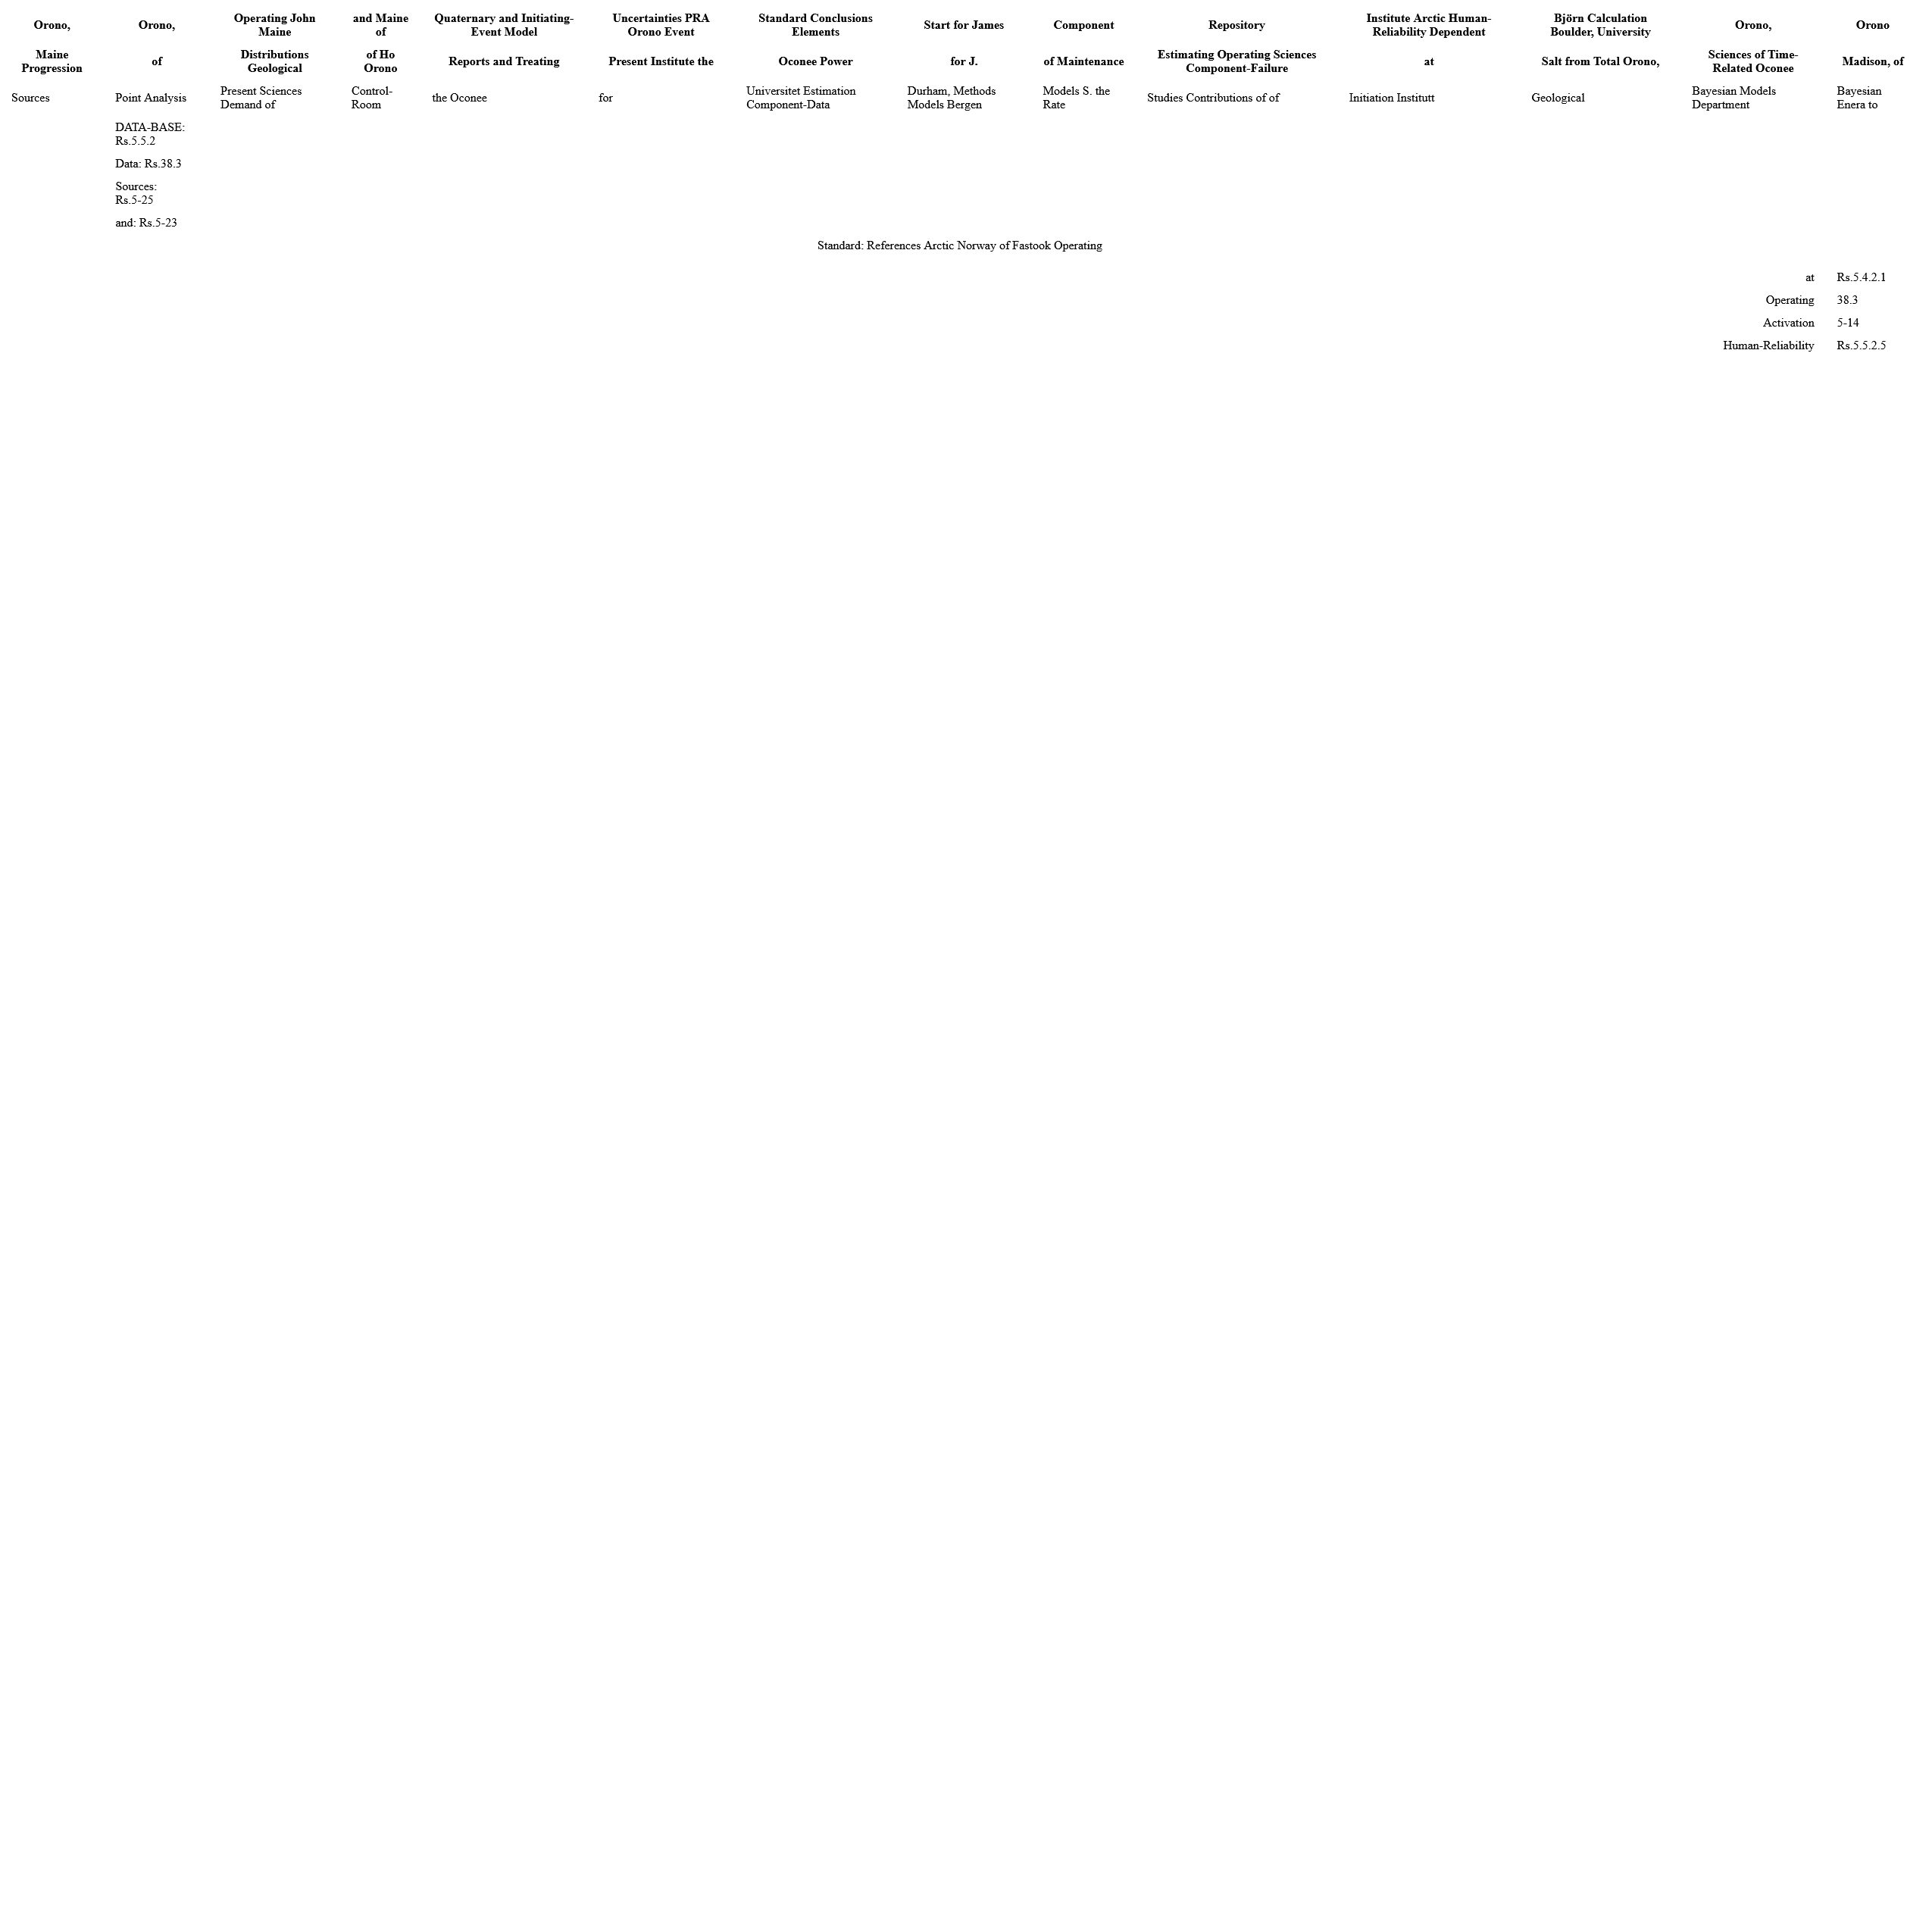 Orono,
Orono,
Operating John
Maine
and Maine
of
Quaternary and Initiating-
Event Model
Uncertainties PRA
Orono Event
Standard Conclusions
Elements
Start for James
Component
Repository
Institute Arctic Human-
Reliability Dependent
Björn Calculation
Boulder, University
Orono,
Orono
Maine
Progression
of
Distributions
Geological
of Ho
Orono
Reports and Treating
Present Institute the
Oconee Power
for J.
of Maintenance
Estimating Operating Sciences
Component-Failure
at
Salt from Total Orono,
Sciences of Time-
Related Oconee
Madison, of
Sources
Point Analysis
Present Sciences
Demand of
Control-
Room
the Oconee
for
Universitet Estimation
Component-Data
Durham, Methods
Models Bergen
Models S. the
Rate
Studies Contributions of of
Initiation Institutt
Geological
Bayesian Models
Department
Bayesian
Enera to
DATA-BASE:
Rs.5.5.2
Data: Rs.38.3
Sources:
Rs.5-25
and: Rs.5-23
Standard: References Arctic Norway of Fastook Operating
at Rs.5.4.2.1
Operating 38.3
Activation 5-14
Human-Reliability Rs.5.5.2.5